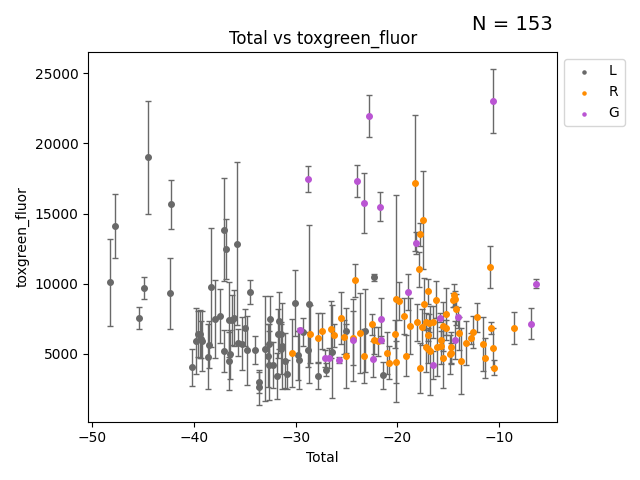 N = 153
Total vs toxgreen_fluor
25000
20000
15000
10000
5000
toxgreen_fluor
−50
−40
−30
−20
−10
Total
L
R
G